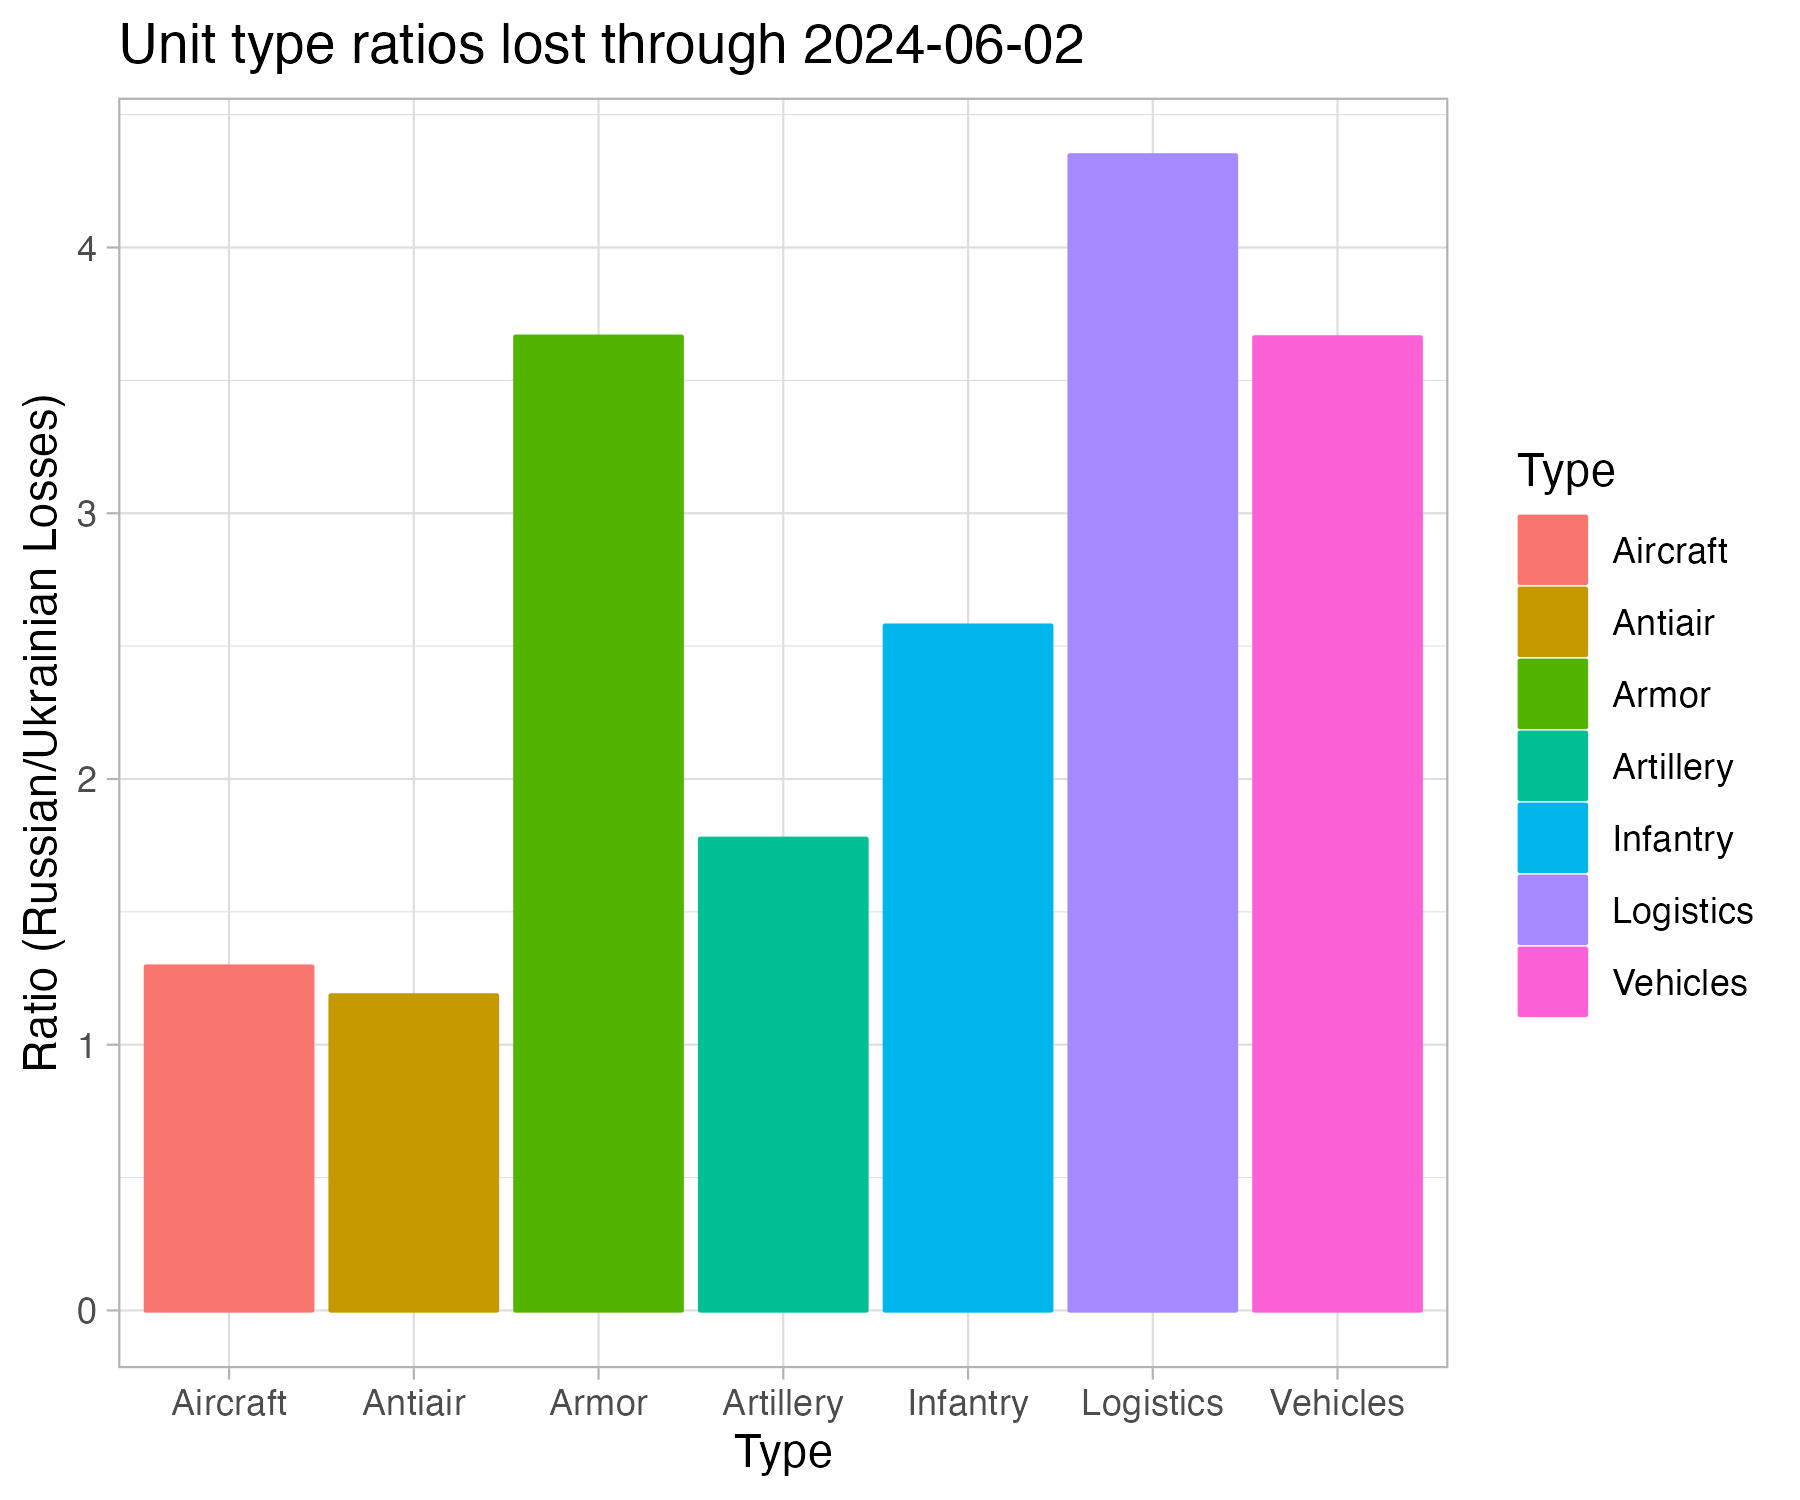 Unit type ratios lost through 2024-06-02
Ratio (Russian/Ukrainian Losses)
4
3
2
1
0
Aircraft
Antiair
Armor
Artillery
Infantry
Logistics
Vehicles
Type
Type
Aircraft
Antiair
Armor
Artillery
Infantry
Logistics
Vehicles